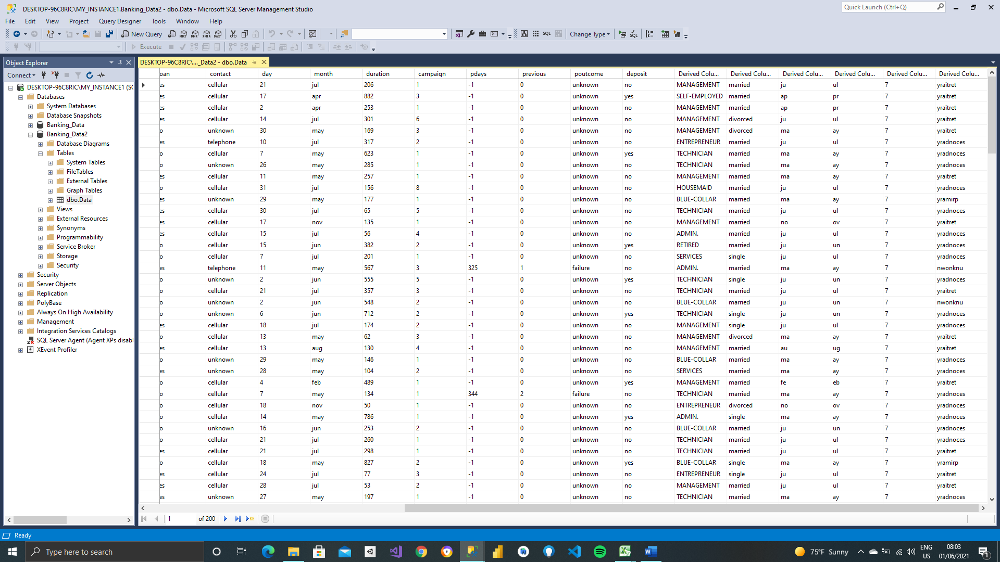 DESKTOP-96C8RIC\MY_INSTANCE1.Banking_Data2 - dbo.Data - Microsoft SQL Server Management Studio
Quick Launch (Ctrl+Q)
File Edit View Project Query Designer Tools Window Help
New Query MDX DMX XMLA DAX SQL Change Type
Execute
Object Explorer
Connect
DESKTOP-96C8RIC\MY_INSTANCE1 (SC
Databases
System Databases
Database Snapshots
Banking_Data
Banking_Data2
Database Diagrams
Tables
System Tables
FileTables
External Tables
Graph Tables
dbo.Data
Views
External Resources
Synonyms
Programmability
Service Broker
Storage
Security
Security
Server Objects
Replication
PolyBase
Always On High Availability
Management
Integration Services Catalogs
SQL Server Agent (Agent XPs disabl
XEvent Profiler
DESKTOP-96C8RIC\..._Data2 - dbo.Data
oan contact day month duration campaign pdays previous poutcome deposit Derived Colu... Derived Colu... Derived Colu... Derived Colu... Derived Colu... Derived Colu...
es cellular 21 jul 206 1 -1 0 unknown no MANAGEMENT married ju ul 7 yraitret
es cellular 17 apr 882 3 -1 0 unknown yes SELF-EMPLOYED married ap pr 7 yraitret
es cellular 2 apr 253 1 -1 0 unknown no MANAGEMENT married ap pr 7 yraitret
es cellular 14 jul 301 6 -1 0 unknown no MANAGEMENT divorced ju ul 7 yraitret
o unknown 30 may 169 3 -1 0 unknown no MANAGEMENT divorced ma ay 7 yraitret
es telephone 10 jul 317 2 -1 0 unknown no ENTREPRENEUR married ju ul 7 yradnoces
o cellular 7 may 623 1 -1 0 unknown yes TECHNICIAN married ma ay 7 yradnoces
o unknown 26 may 285 1 -1 0 unknown no TECHNICIAN married ma ay 7 yradnoces
es cellular 11 may 257 1 -1 0 unknown no MANAGEMENT married ma ay 7 yraitret
o cellular 31 jul 156 8 -1 0 unknown no HOUSEMAID married ju ul 7 yradnoces
es unknown 29 may 177 1 -1 0 unknown no BLUE-COLLAR married ma ay 7 yramirp
es cellular 30 jul 65 5 -1 0 unknown no TECHNICIAN married ju ul 7 yradnoces
o cellular 17 nov 135 1 -1 0 unknown no MANAGEMENT married no ov 7 yraitret
es cellular 15 jul 56 4 -1 0 unknown no ADMIN. married ju ul 7 yradnoces
o cellular 15 jun 382 2 -1 0 unknown yes RETIRED married ju un 7 yradnoces
o cellular 7 jul 201 1 -1 0 unknown no SERVICES single ju ul 7 yradnoces
es telephone 11 may 567 3 325 1 failure no ADMIN. married ma ay 7 nwonknu
o unknown 2 jun 555 5 -1 0 unknown yes TECHNICIAN single ju un 7 yradnoces
o cellular 21 jul 357 3 -1 0 unknown no TECHNICIAN married ju ul 7 yraitret
o unknown 2 jun 548 2 -1 0 unknown no BLUE-COLLAR married ju un 7 nwonknu
o unknown 6 jun 712 2 -1 0 unknown yes TECHNICIAN single ju un 7 yradnoces
es cellular 18 jul 174 2 -1 0 unknown no MANAGEMENT single ju ul 7 yradnoces
o cellular 13 may 62 3 -1 0 unknown no MANAGEMENT divorced ma ay 7 yraitret
es cellular 13 aug 130 4 -1 0 unknown no MANAGEMENT married au ug 7 yraitret
o unknown 29 may 146 1 -1 0 unknown no BLUE-COLLAR married ma ay 7 yradnoces
es unknown 28 may 104 2 -1 0 unknown no SERVICES married ma ay 7 yradnoces
o cellular 4 feb 489 1 -1 0 unknown yes MANAGEMENT married fe eb 7 yraitret
o cellular 7 may 134 1 344 2 failure no TECHNICIAN married ma ay 7 yradnoces
o cellular 18 nov 50 1 -1 0 unknown no ENTREPRENEUR divorced no ov 7 yradnoces
o cellular 14 may 786 1 -1 0 unknown yes ADMIN. single ma ay 7 yradnoces
o unknown 16 jun 253 2 -1 0 unknown no BLUE-COLLAR married ju un 7 yradnoces
o cellular 21 jul 260 1 -1 0 unknown no TECHNICIAN married ju ul 7 yradnoces
es cellular 21 jul 298 1 -1 0 unknown no TECHNICIAN married ju ul 7 yraitret
o cellular 18 may 827 2 -1 0 unknown yes BLUE-COLLAR single ma ay 7 yramirp
es cellular 24 jul 77 3 -1 0 unknown no ENTREPRENEUR single ju ul 7 yraitret
es cellular 28 jul 53 2 -1 0 unknown no MANAGEMENT married ju ul 7 yraitret
es unknown 27 may 197 1 -1 0 unknown no TECHNICIAN married ma ay 7 yradnoces
1 of 200
Ready
Type here to search
75°F Sunny
ENG
US
08:03
01/06/2021
1